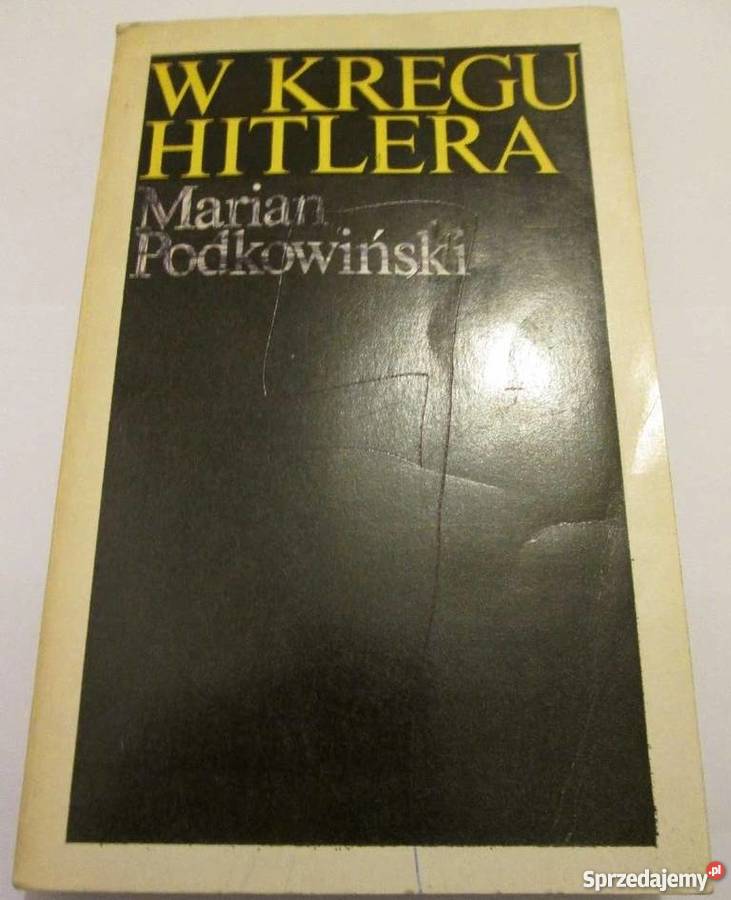 W KRĘGU
HITLERA
Marian
Podkowiński
Sprzedajemy.pl